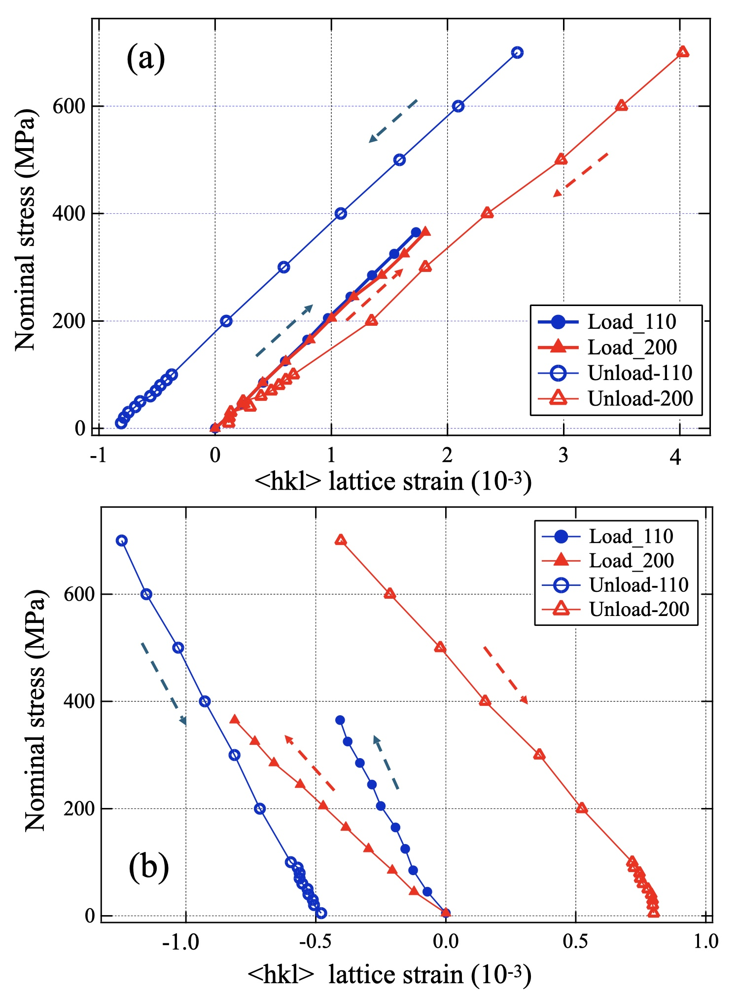 (a)
Nominal stress (MPa)
600
400
200
0
-1 0 1 2 3 4
<hkl> lattice strain (10-3)
Load_110
Load_200
Unload-110
Unload-200
(b)
Nominal stress (MPa)
600
400
200
0
-1.0 -0.5 0.0 0.5 1.0
<hkl> lattice strain (10-3)
Load_110
Load_200
Unload-110
Unload-200